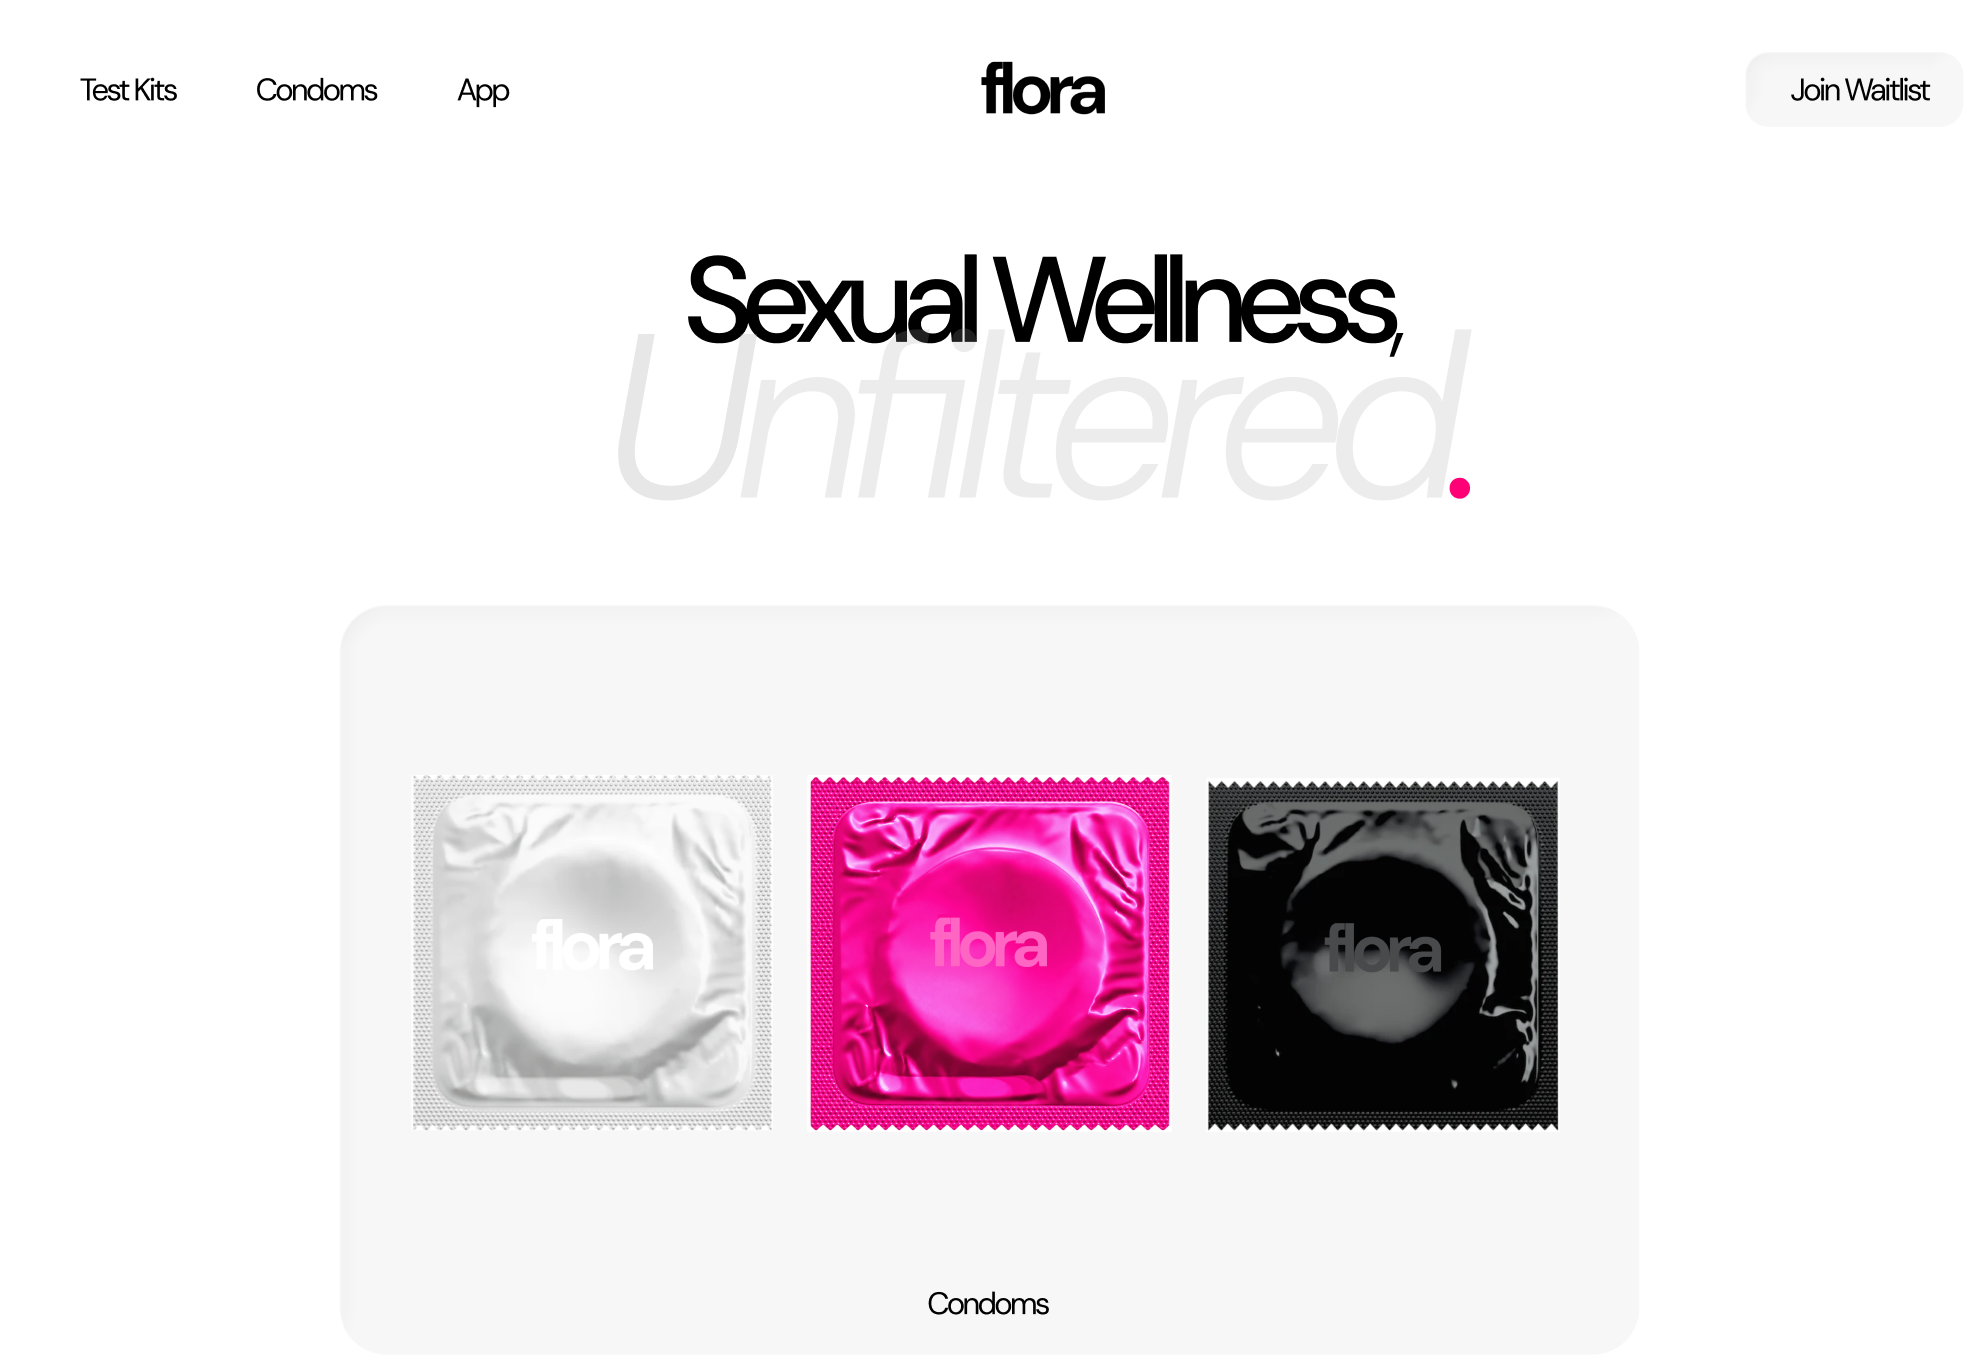 Test Kits
Condoms
App
flora
Join Waitlist
Sexual Wellness,
Unfiltered.
flora
flora
flora
Condoms